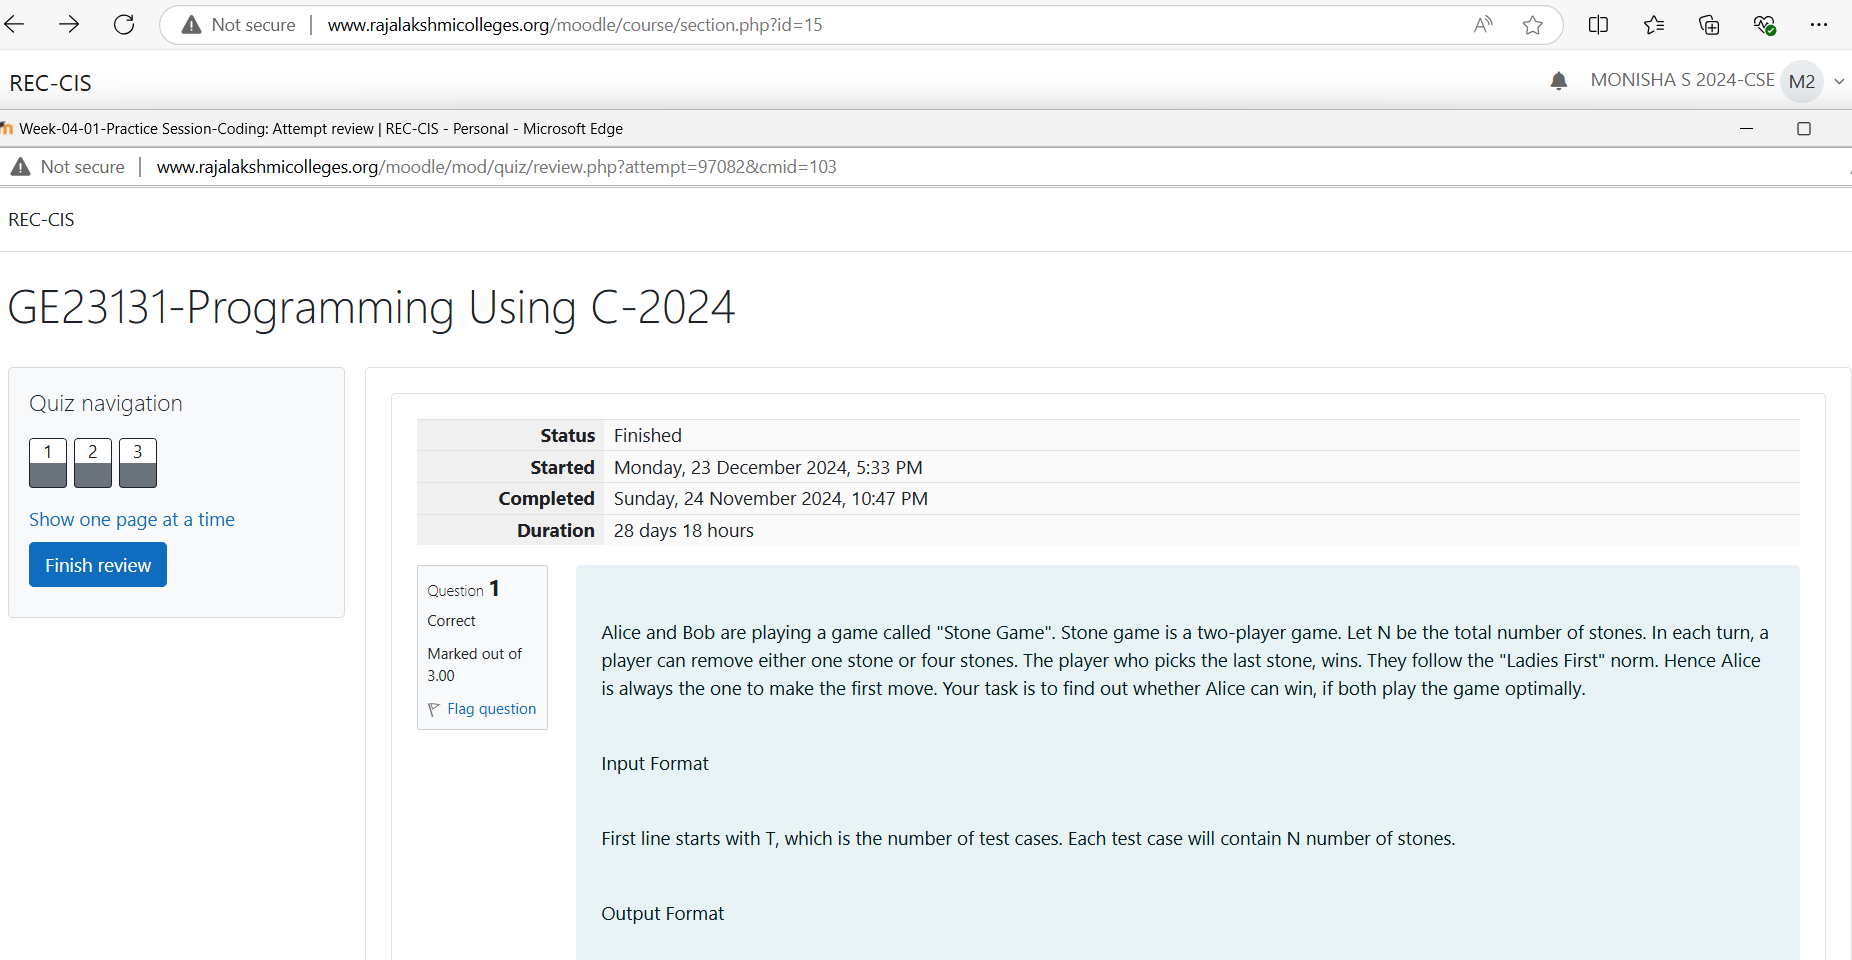 Not secure www.rajalakshmicolleges.org/moodle/course/section.php?id=15
REC-CIS
MONISHA S 2024-CSE M2
Week-04-01-Practice Session-Coding: Attempt review | REC-CIS - Personal - Microsoft Edge
Not secure www.rajalakshmicolleges.org/moodle/mod/quiz/review.php?attempt=97082&cmid=103
REC-CIS
GE23131-Programming Using C-2024
Quiz navigation
1 2 3
Show one page at a time
Finish review
Status Finished
Started Monday, 23 December 2024, 5:33 PM
Completed Sunday, 24 November 2024, 10:47 PM
Duration 28 days 18 hours
Question 1
Correct
Marked out of
3.00
Flag question
Alice and Bob are playing a game called "Stone Game". Stone game is a two-player game. Let N be the total number of stones. In each turn, a
player can remove either one stone or four stones. The player who picks the last stone, wins. They follow the "Ladies First" norm. Hence Alice
is always the one to make the first move. Your task is to find out whether Alice can win, if both play the game optimally.
Input Format
First line starts with T, which is the number of test cases. Each test case will contain N number of stones.
Output Format